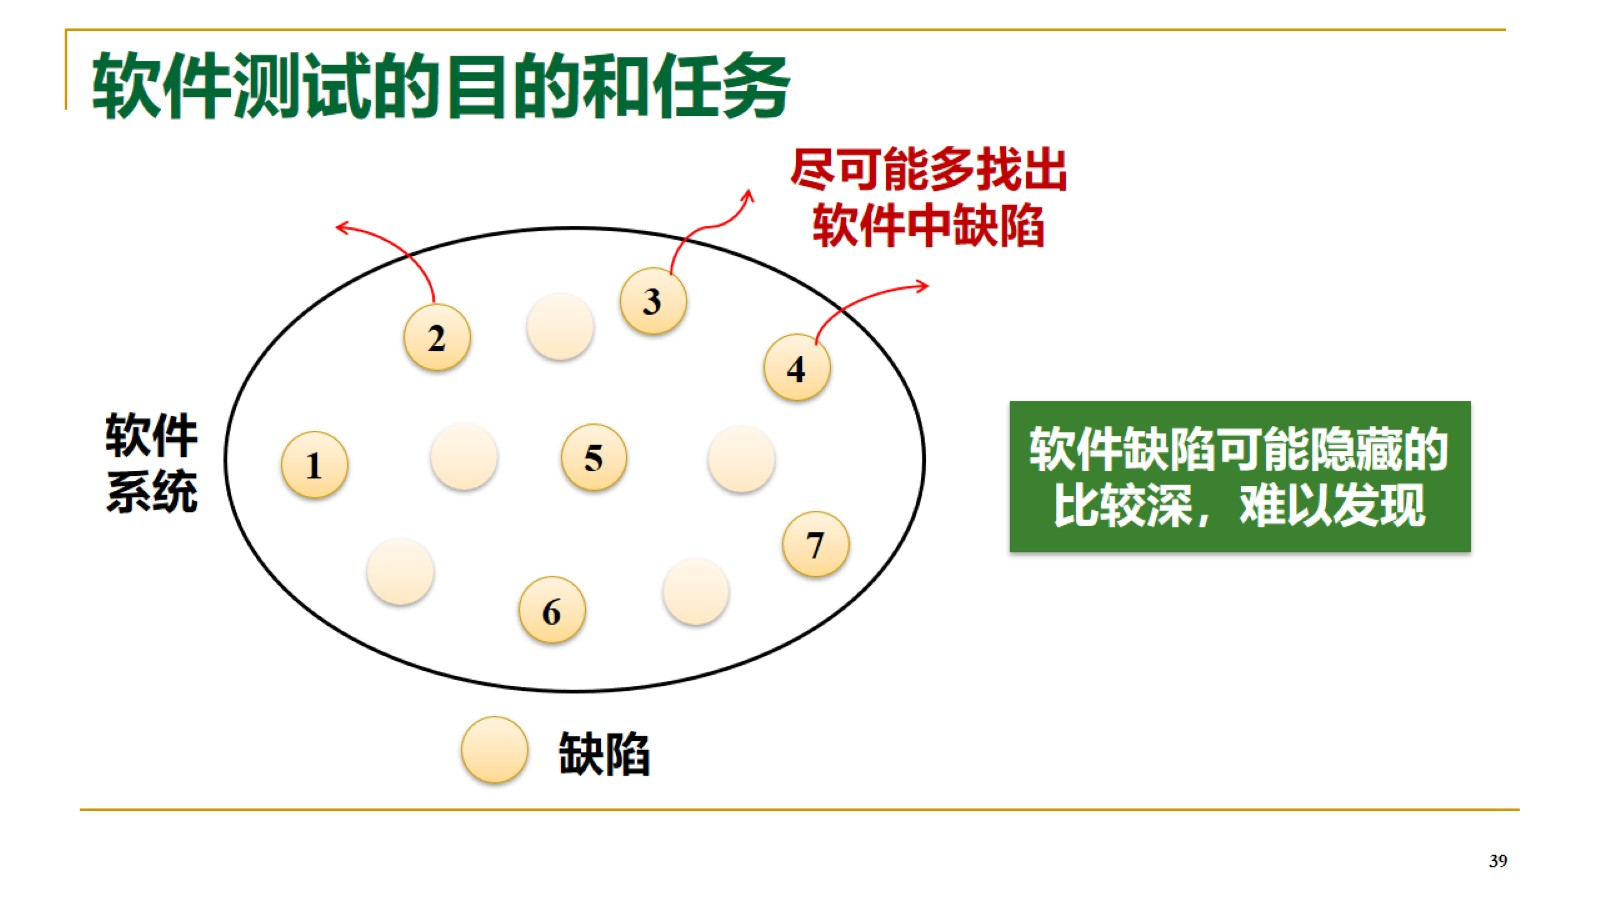 软件测试的目的和任务
尽可能多找出
软件中缺陷
3
2
4
软件
系统
1
5
软件缺陷可能隐藏的
比较深，难以发现
7
6
缺陷
39